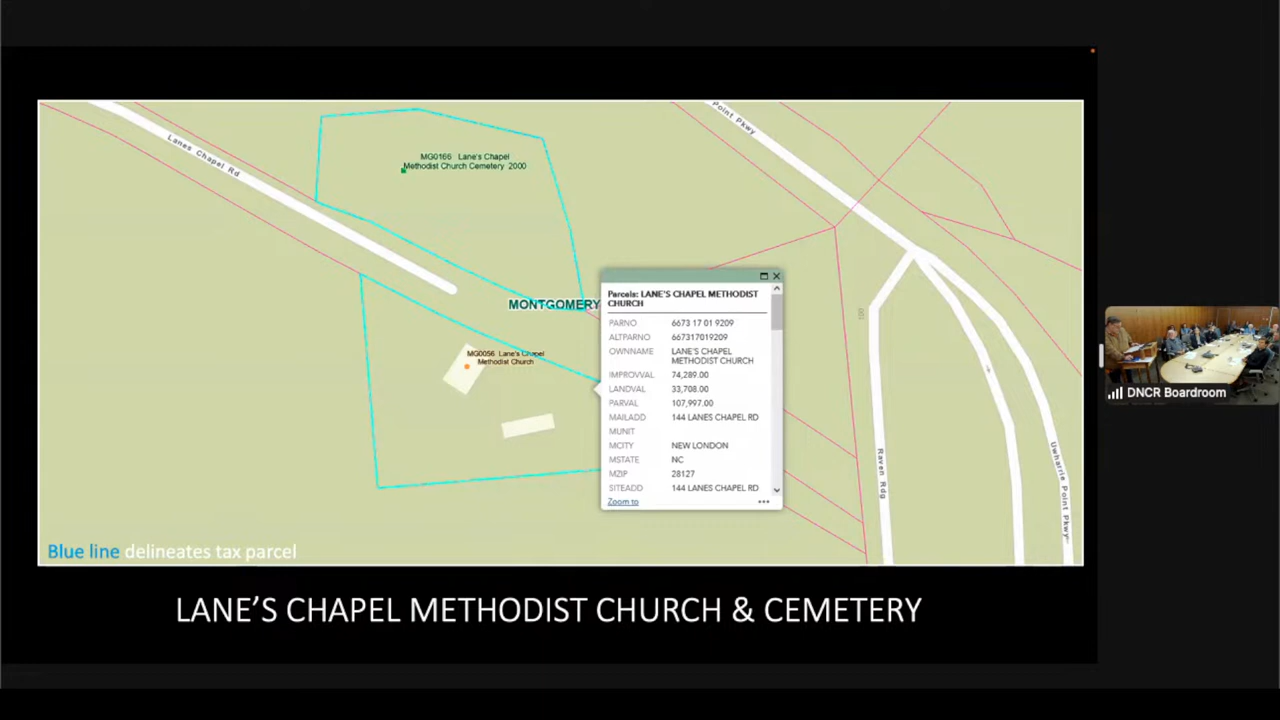 Lanes Chapel Rd
Point Pkwy
MG0166 Lane's Chapel
Methodist Church Cemetery 2000
MONTGOMERY
MG0056 Lane's Chapel
Methodist Church
Parcels: LANE'S CHAPEL METHODIST
CHURCH
PARNO 6673 17 01 9209
ALTPARNO 667317019209
OWNNAME LANE'S CHAPEL
METHODIST CHURCH
IMPROVVAL 74,289.00
LANDVAL 33,708.00
PARVAL 107,997.00
MAILADD 144 LANES CHAPEL RD
MUNIT
MCITY NEW LONDON
MSTATE NC
MZIP 28127
SITEADD 144 LANES CHAPEL RD
Zoom to
Raven Rdg
Uwharrie Point Pkwy
Blue line delineates tax parcel
LANE'S CHAPEL METHODIST CHURCH & CEMETERY
DNCR Boardroom